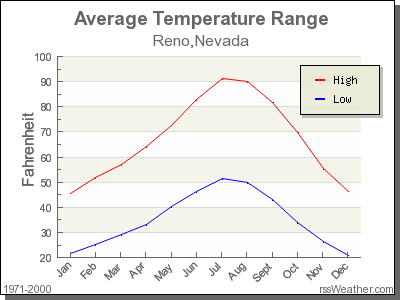 Average Temperature Range
Reno,Nevada
Fahrenheit
100
90
80
70
60
50
40
30
20
High
Low
Jan Feb Mar Apr May Jun Jul Aug Sept Oct Nov Dec
1971-2000
rssWeather.com